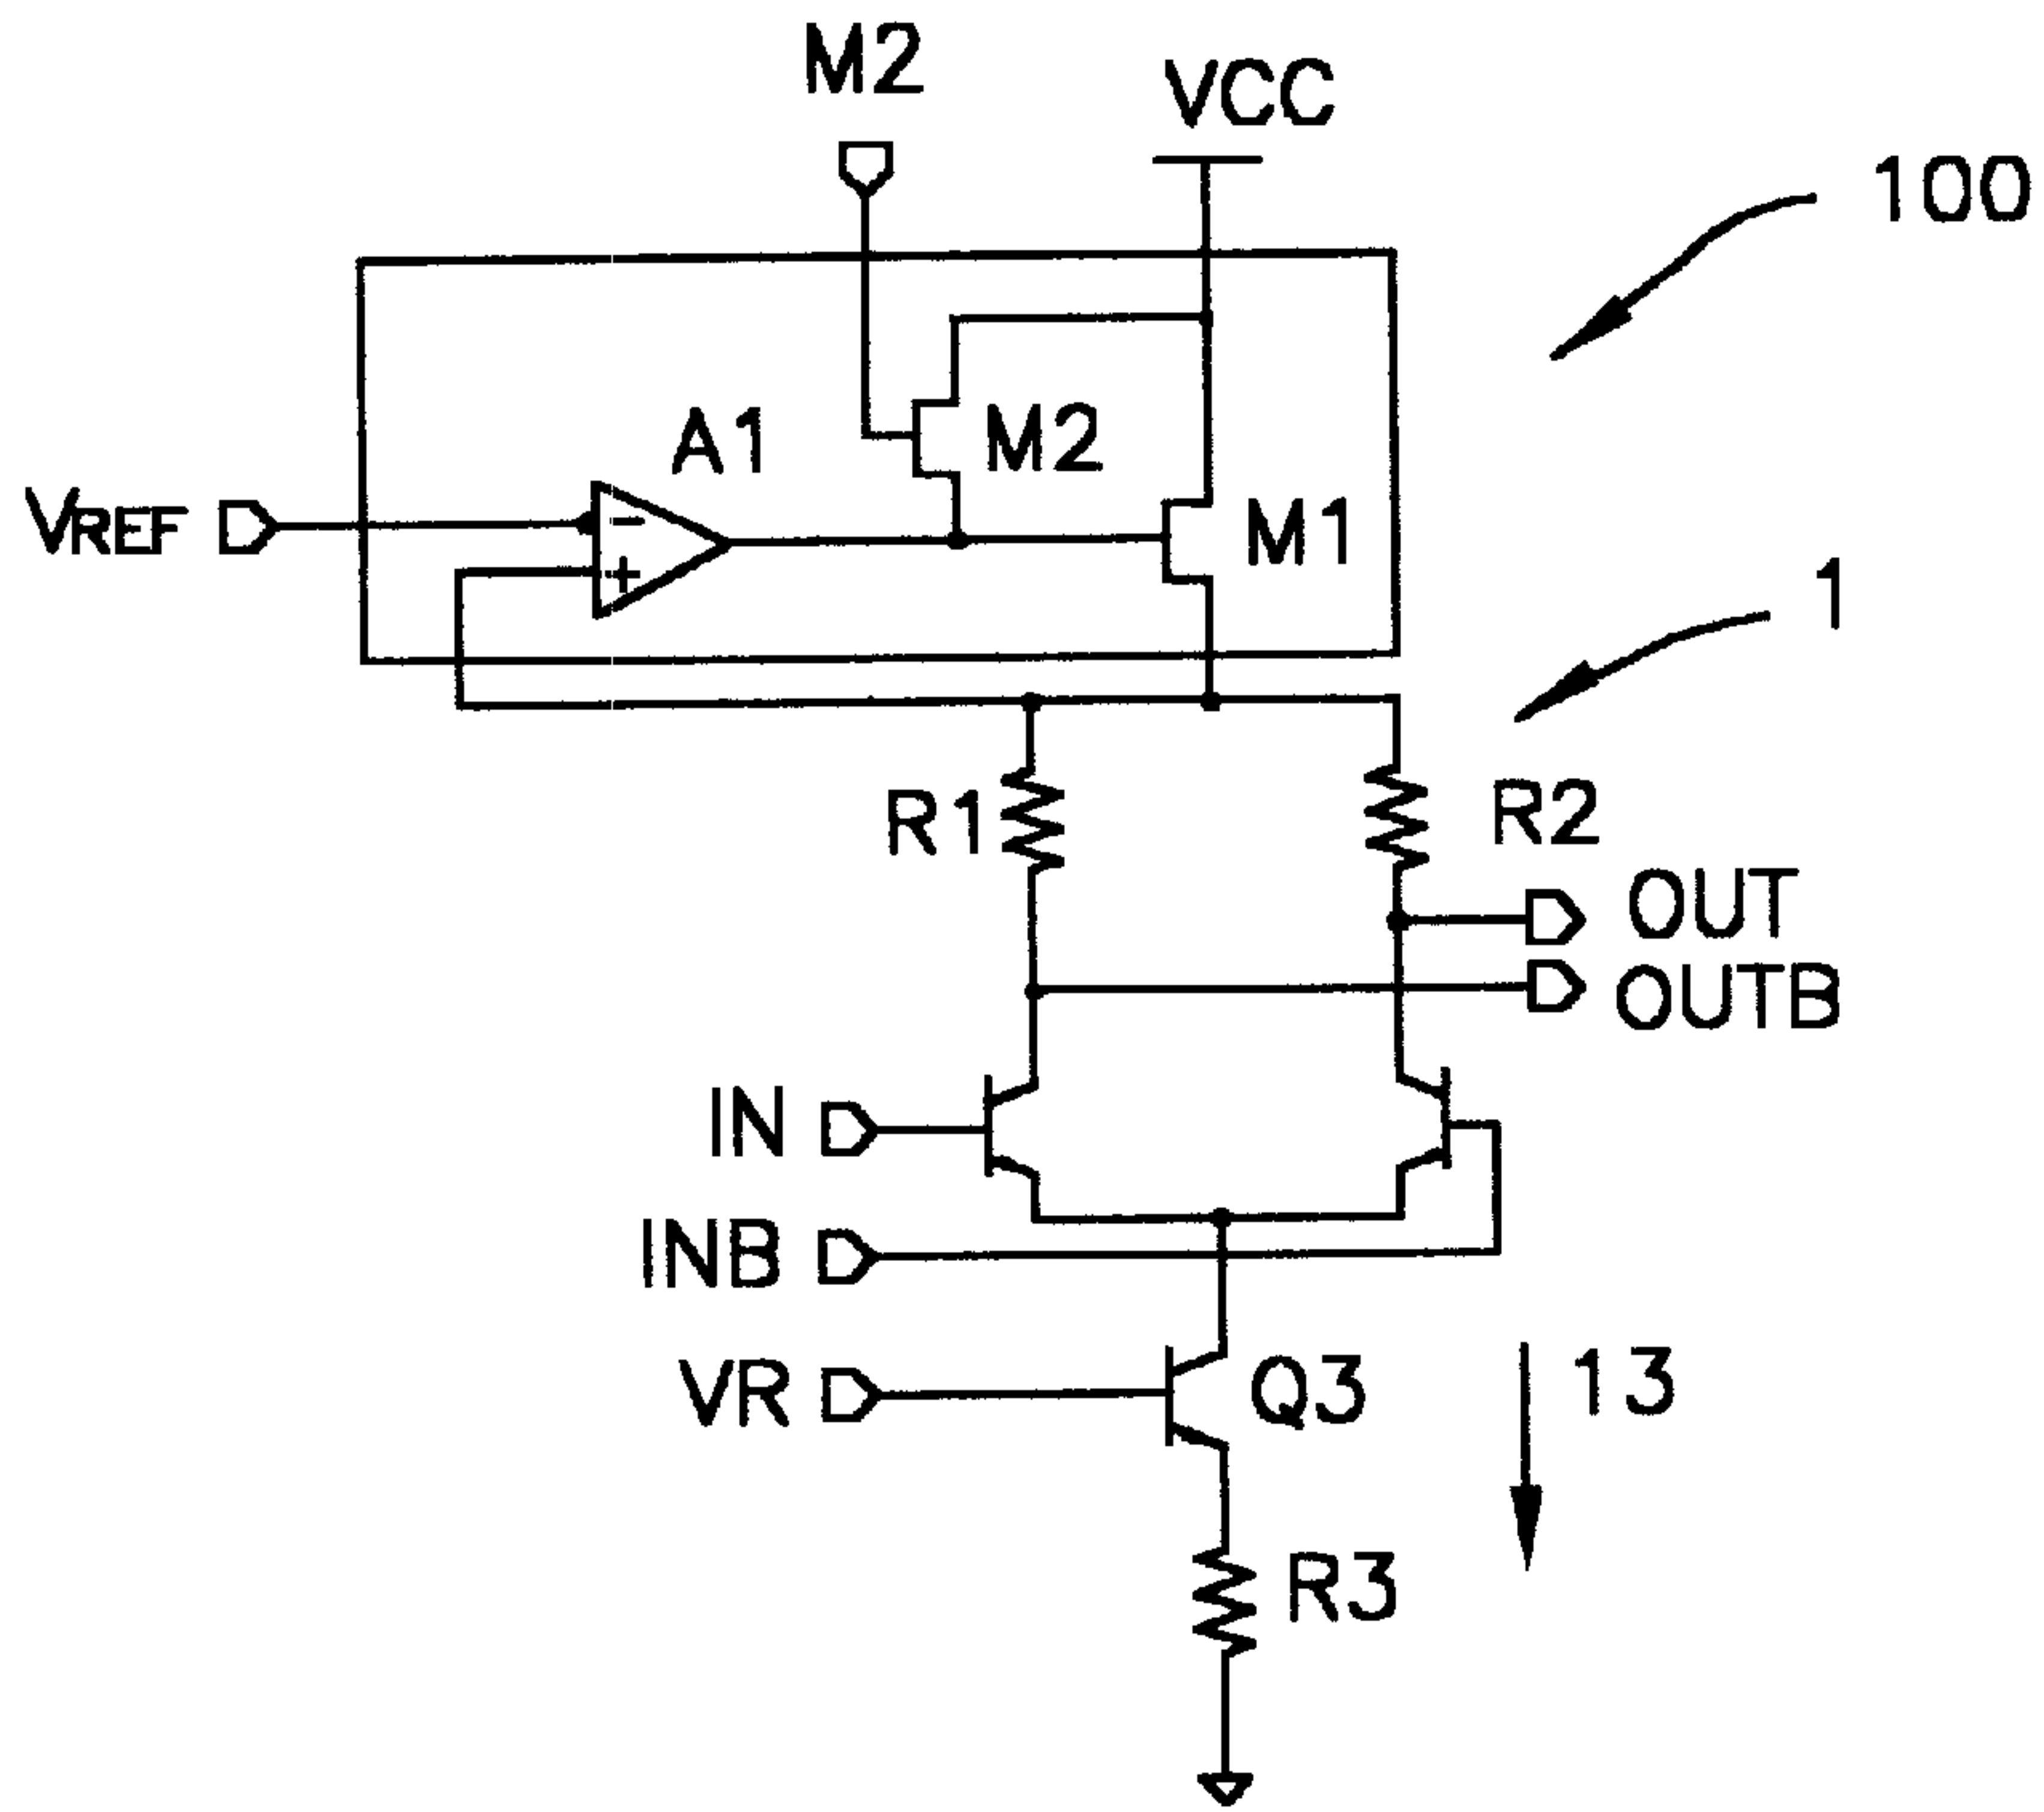 M2
VCC
100
A1
M2
VREF
−
+
M1
1
R1
R2
OUT
OUTB
IN
INB
VR
Q3
13
R3